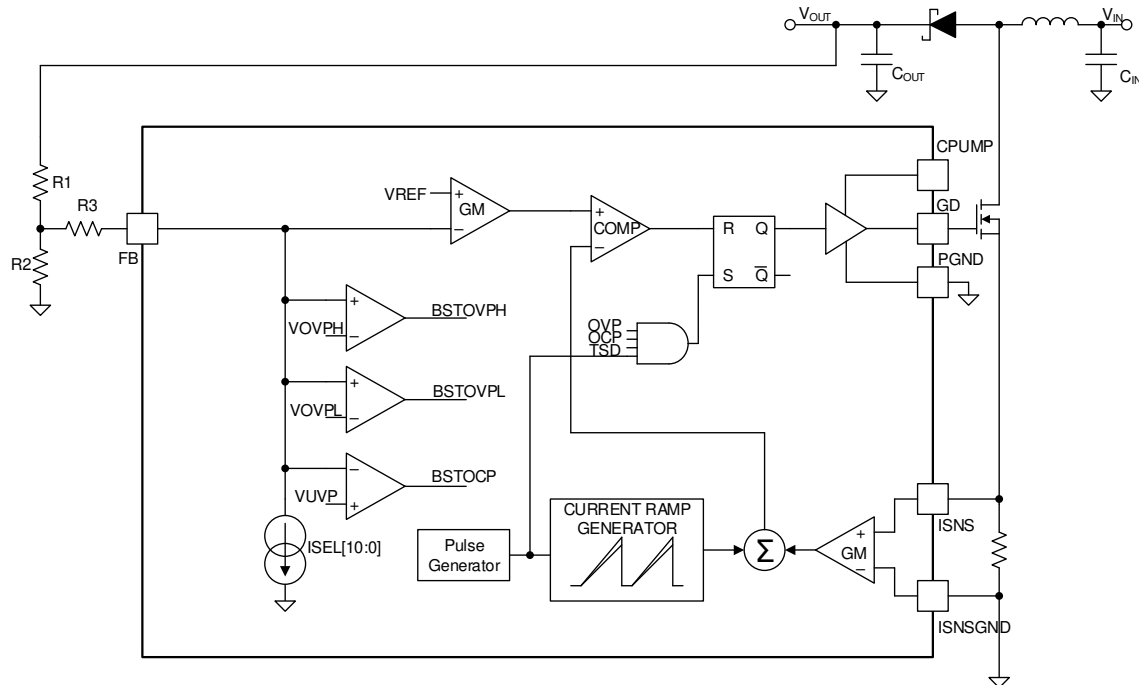 VOUT
VIN
COUT
CIN
CPUMP
R1
VREF
+
GM
−
+
COMP
−
R Q
S Q̅
GD
R3
FB
R2
PGND
+
VOVPH
−
BSTOVPH
OVP
OCP
TSD
+
VOVPL
−
BSTOVPL
−
VUVP
+
BSTOCP
ISEL[10:0]
Pulse
Generator
CURRENT RAMP
GENERATOR
Σ
+
GM
−
ISNS
ISNSGND